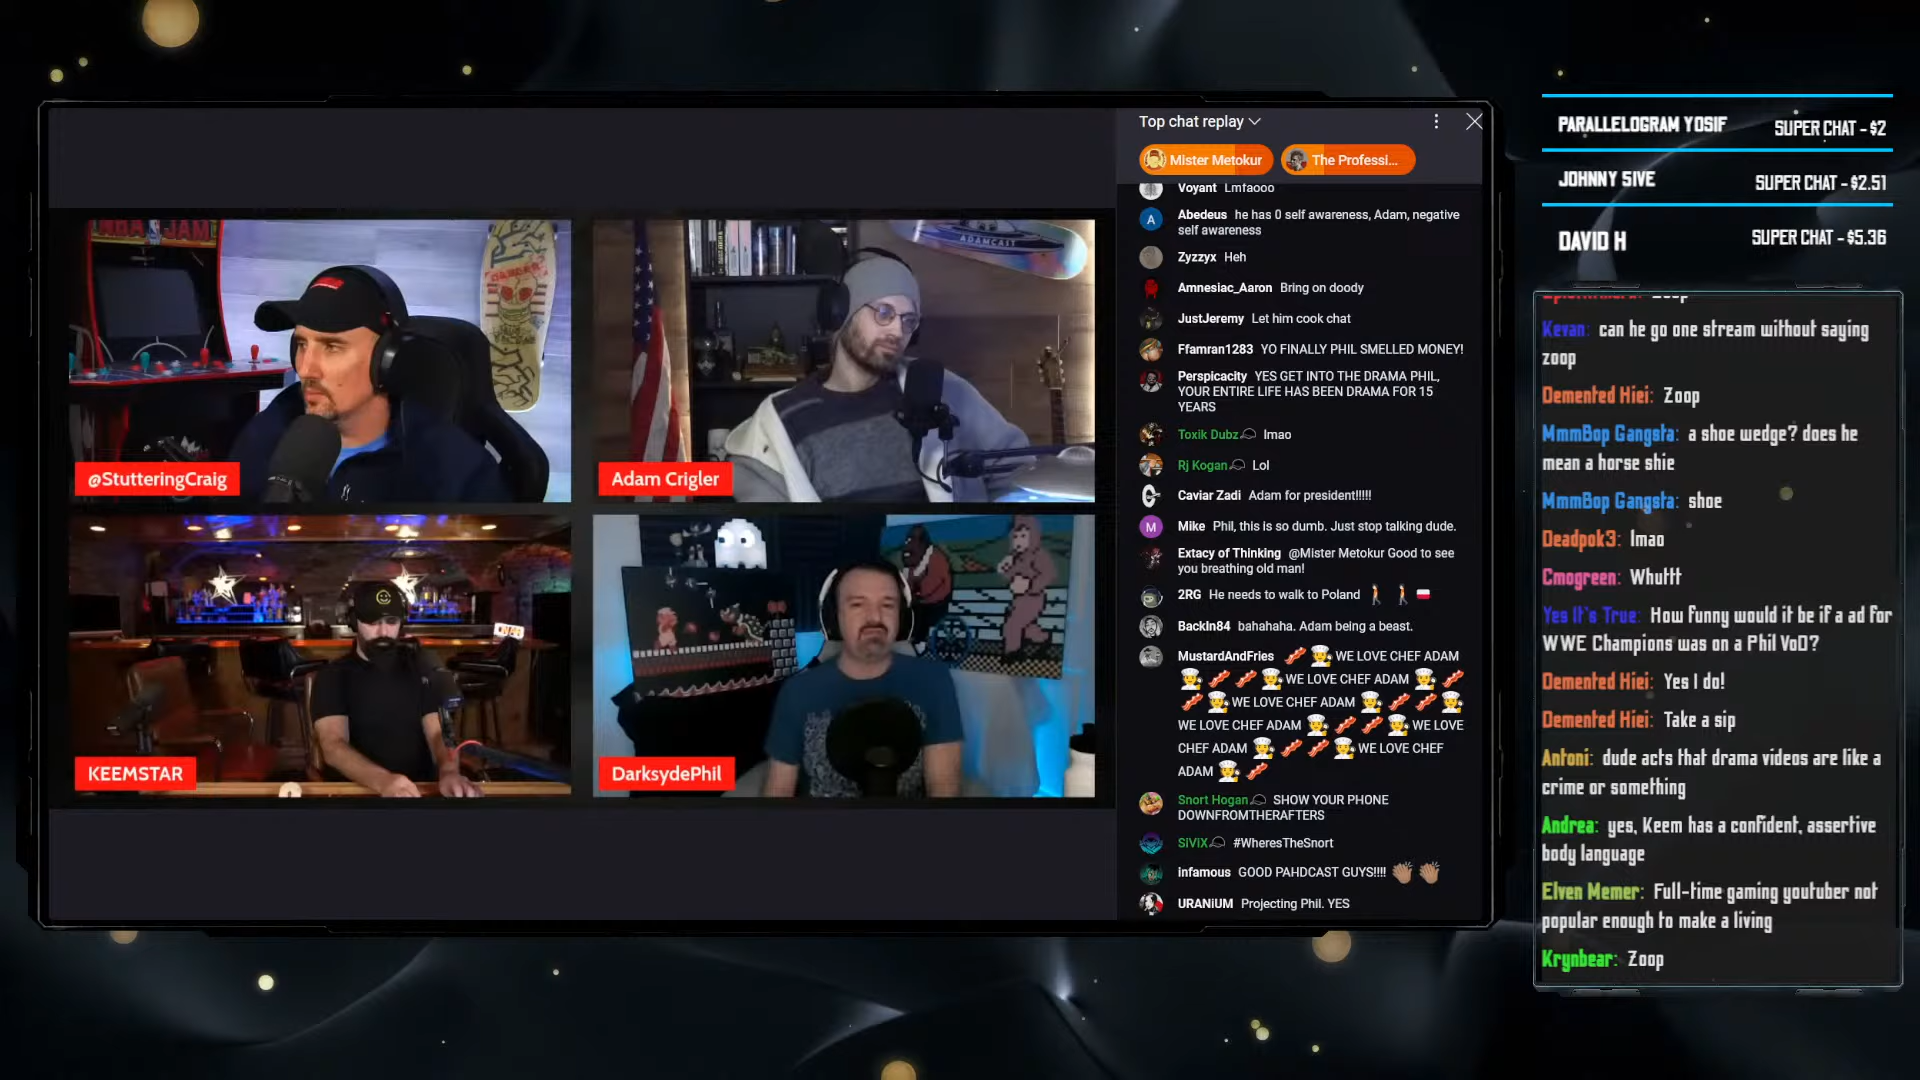 NBA JAM
ADAMCAST
@StutteringCraig
Adam Crigler
ON AIR
KEEMSTAR
DarksydePhil
Top chat replay
Mister Metokur
The Professi...
Voyant Lmfaooo
A
Abedeus he has 0 self awareness, Adam, negative
self awareness
Zyzzyx Heh
Amnesiac_Aaron Bring on doody
JustJeremy Let him cook chat
Ffamran1283 YO FINALLY PHIL SMELLED MONEY!
Perspicacity YES GET INTO THE DRAMA PHIL,
YOUR ENTIRE LIFE HAS BEEN DRAMA FOR 15
YEARS
Toxik Dubz lmao
Rj Kogan Lol
Caviar Zadi Adam for president!!!!!
M
Mike Phil, this is so dumb. Just stop talking dude.
Extacy of Thinking @Mister Metokur Good to see
you breathing old man!
2RG He needs to walk to Poland 🚶 🚶 🇵🇱
BackIn84 bahahaha. Adam being a beast.
MustardAndFries 🥓 🧑‍🍳 WE LOVE CHEF ADAM
🧑‍🍳 🥓 🥓 🧑‍🍳 WE LOVE CHEF ADAM 🧑‍🍳 🥓
🥓 🧑‍🍳 WE LOVE CHEF ADAM 🧑‍🍳 🥓 🥓 🧑‍🍳
WE LOVE CHEF ADAM 🧑‍🍳 🥓 🥓 🧑‍🍳 WE LOVE
CHEF ADAM 🧑‍🍳 🥓 🥓 🧑‍🍳 WE LOVE CHEF
ADAM 🧑‍🍳 🥓
Snort Hogan SHOW YOUR PHONE
DOWNFROMTHERAFTERS
SiViX #WheresTheSnort
infamous GOOD PAHDCAST GUYS!!!! 👏🏽 👏🏽
URANiUM Projecting Phil. YES
PARALLELOGRAM YOSIF SUPER CHAT - $2
JOHNNY 5IVE SUPER CHAT - $2.51
DAVID H SUPER CHAT - $5.36
Zoop
Kevan: can he go one stream without saying
zoop
Demented Hiei: Zoop
MmmBop Gangsta: a shoe wedge? does he
mean a horse shie
MmmBop Gangsta: shoe
Deadpok3: lmao
Cmogreen: Whuttt
Yes It's True: How funny would it be if a ad for
WWE Champions was on a Phil VoD?
Demented Hiei: Yes I do!
Demented Hiei: Take a sip
Antoni: dude acts that drama videos are like a
crime or something
Andrea: yes, Keem has a confident, assertive
body language
Elven Memer: Full-time gaming youtuber not
popular enough to make a living
Krynbear: Zoop